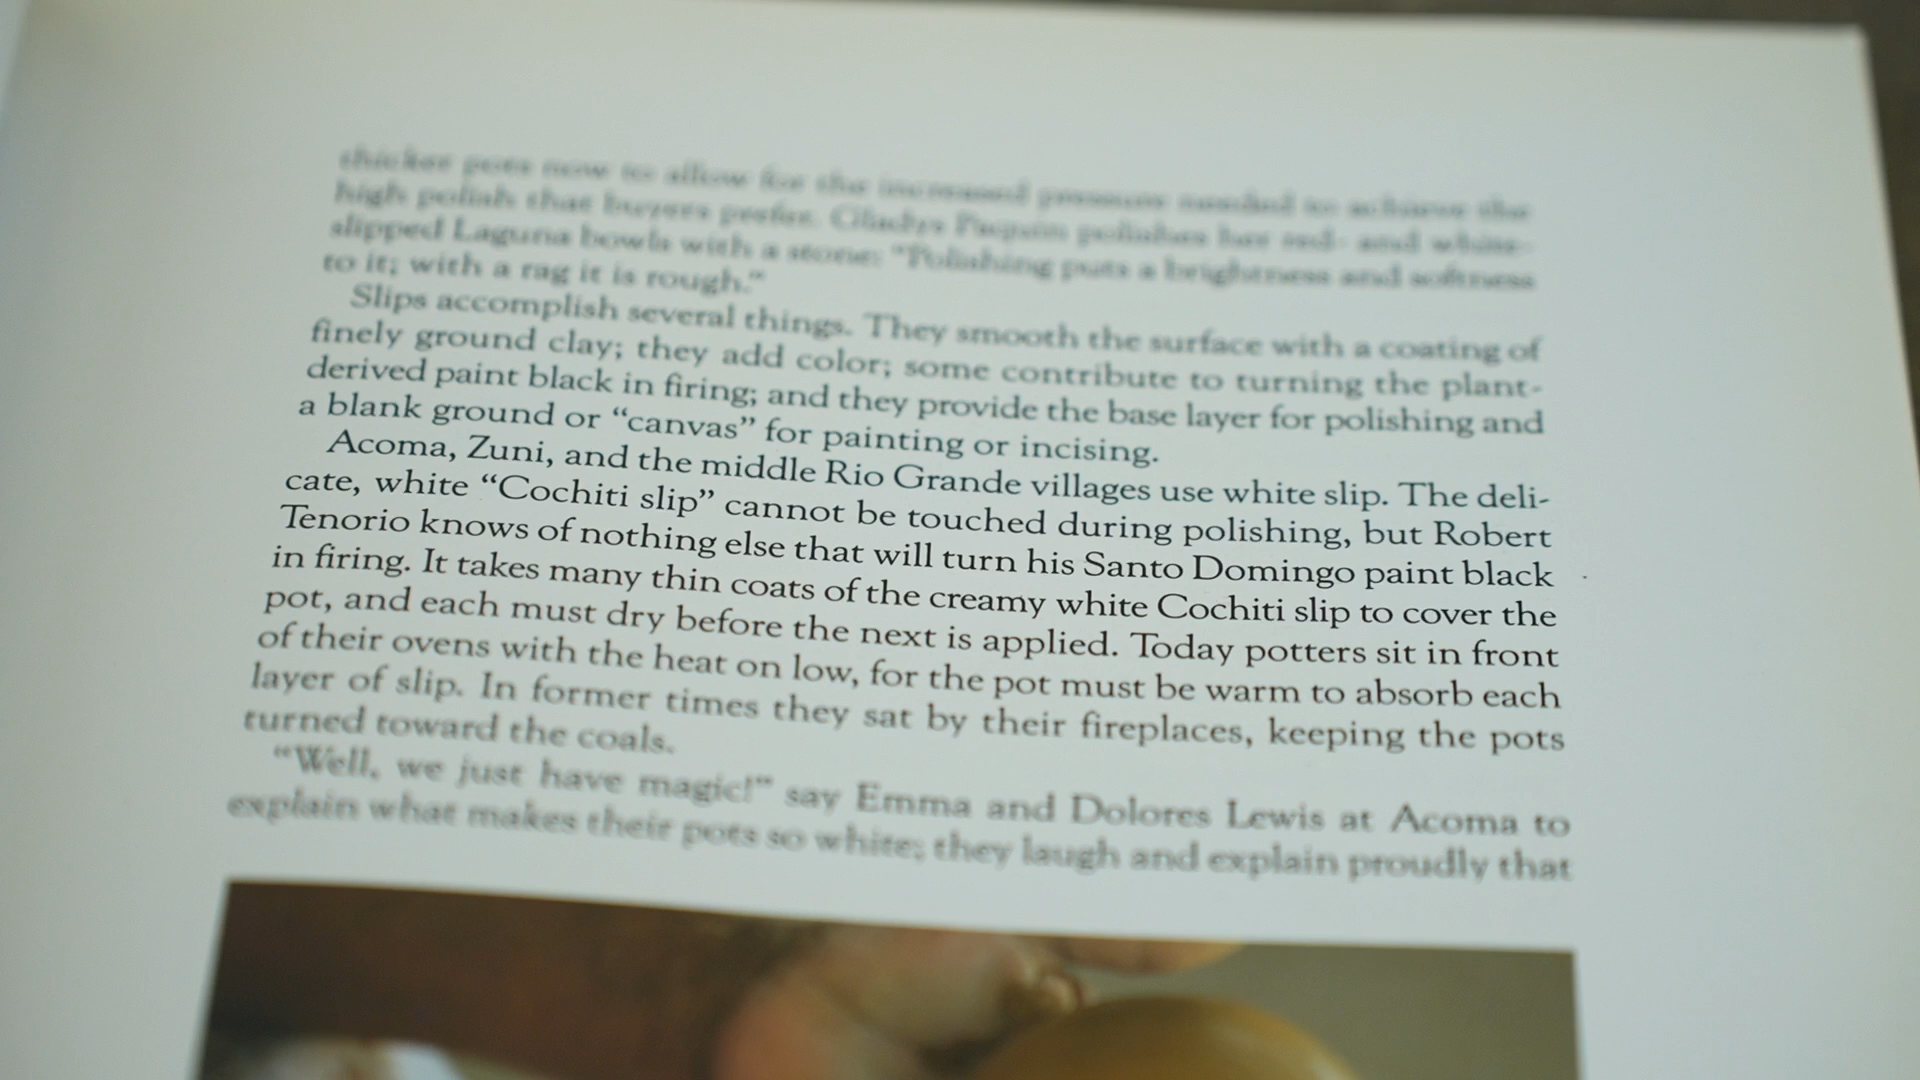 thicker pots now to allow for the increased pressure needed to achieve the
high polish that buyers prefer. Gladys Paquin polishes her red- and white-
slipped Laguna bowls with a stone: “Polishing puts a brightness and softness
to it; with a rag it is rough.”
Slips accomplish several things. They smooth the surface with a coating of
finely ground clay; they add color; some contribute to turning the plant-
derived paint black in firing; and they provide the base layer for polishing and
a blank ground or “canvas” for painting or incising.
Acoma, Zuni, and the middle Rio Grande villages use white slip. The deli-
cate, white “Cochiti slip” cannot be touched during polishing, but Robert
Tenorio knows of nothing else that will turn his Santo Domingo paint black
in firing. It takes many thin coats of the creamy white Cochiti slip to cover the
pot, and each must dry before the next is applied. Today potters sit in front
of their ovens with the heat on low, for the pot must be warm to absorb each
layer of slip. In former times they sat by their fireplaces, keeping the pots
turned toward the coals.
“Well, we just have magic!” say Emma and Dolores Lewis at Acoma to
explain what makes their pots so white; they laugh and explain proudly that